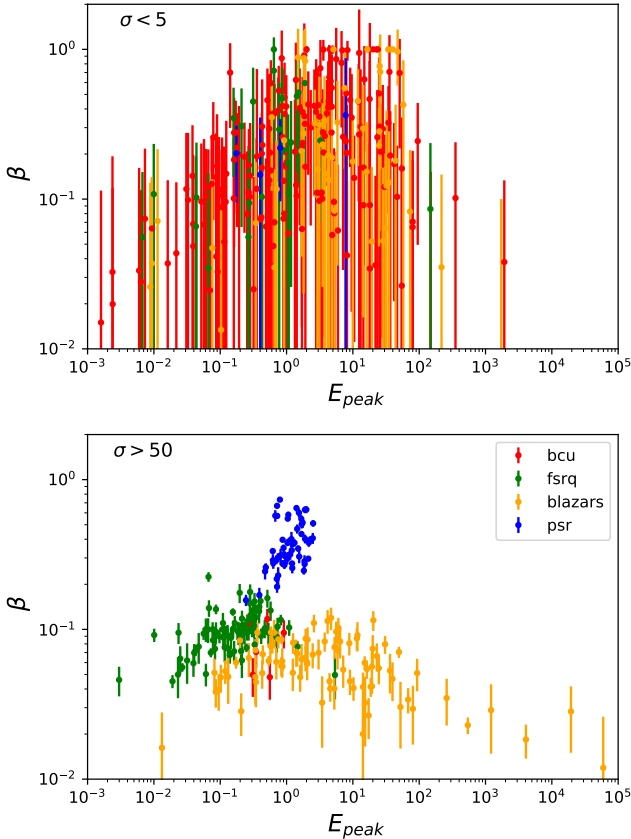 σ < 5
10⁰
10⁻¹
10⁻²
β
10⁻³ 10⁻² 10⁻¹ 10⁰ 10¹ 10² 10³ 10⁴ 10⁵
E_peak
σ > 50
bcu
fsrq
blazars
psr
10⁰
10⁻¹
10⁻²
β
10⁻³ 10⁻² 10⁻¹ 10⁰ 10¹ 10² 10³ 10⁴ 10⁵
E_peak